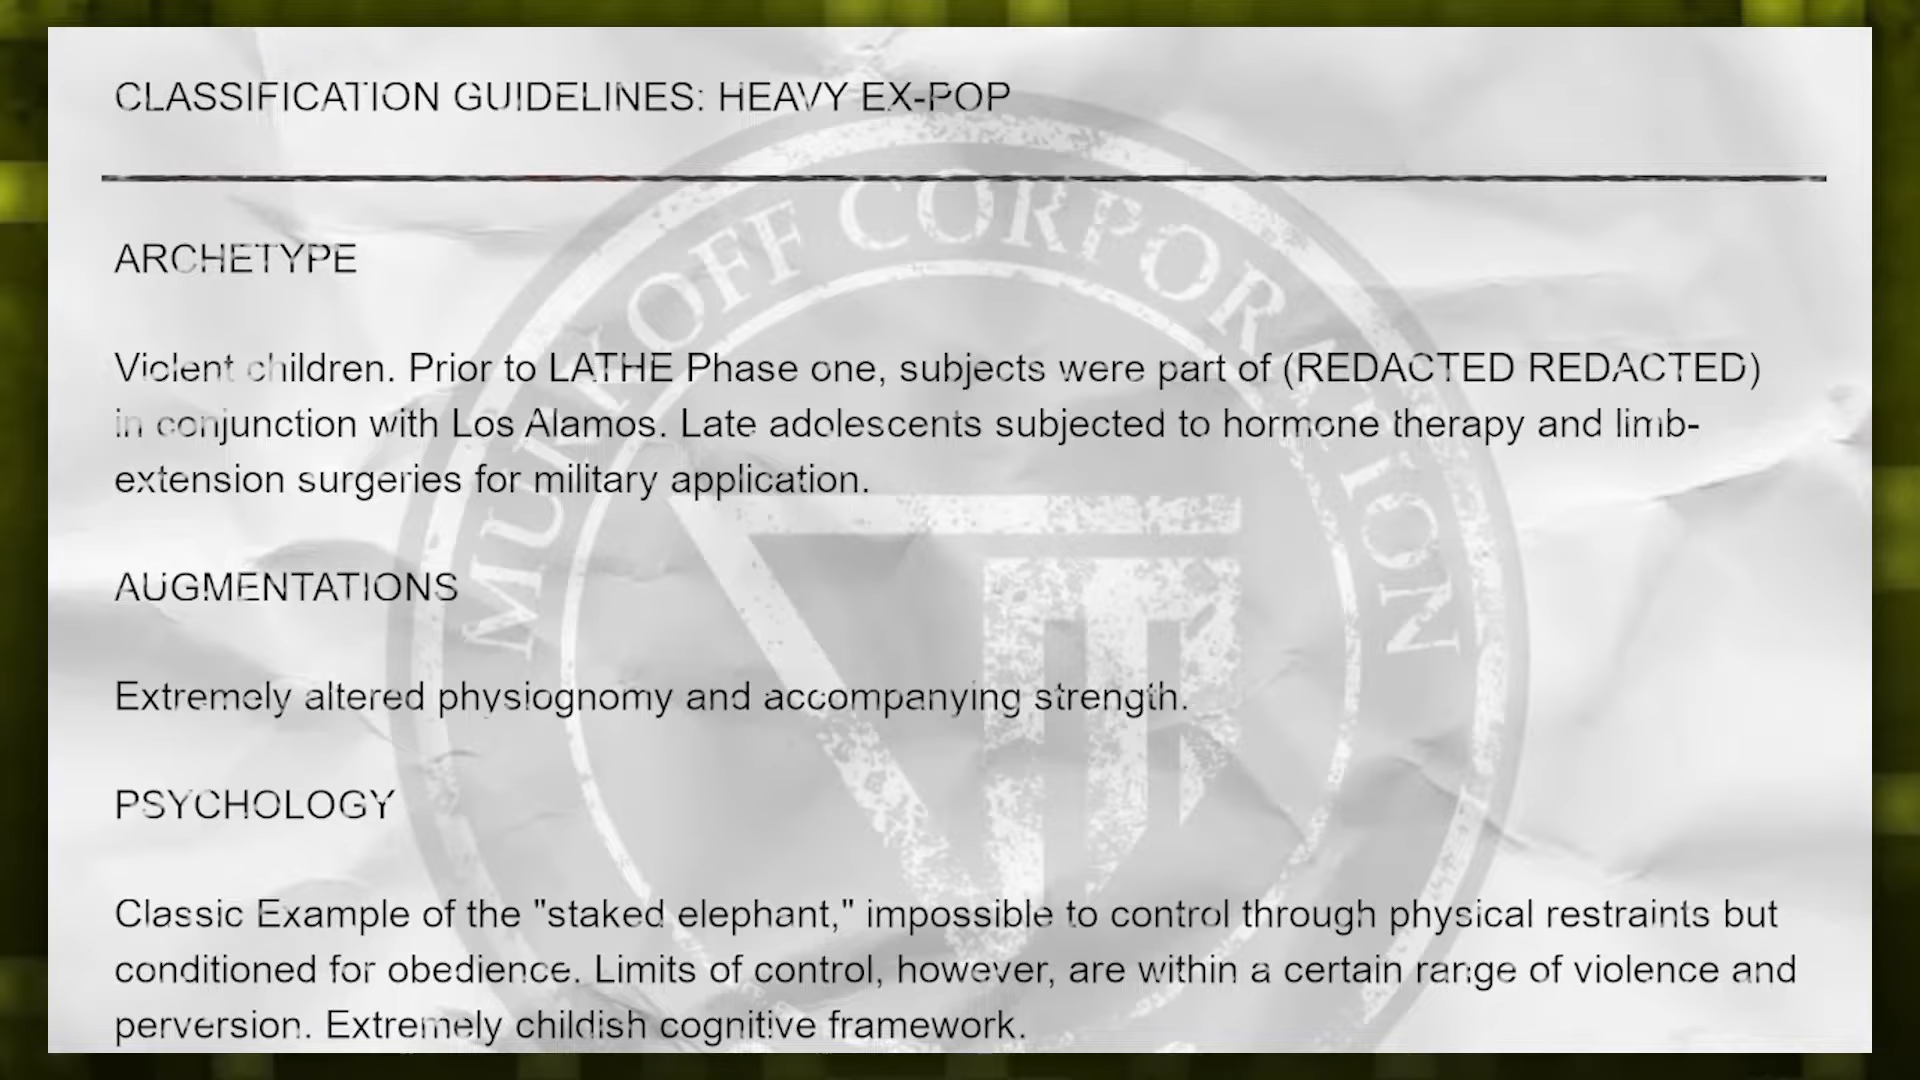 CLASSIFICATION GUIDELINES: HEAVY EX-POP
ARCHETYPE
Violent children. Prior to LATHE Phase one, subjects were part of (REDACTED REDACTED)
in conjunction with Los Alamos. Late adolescents subjected to hormone therapy and limb-
extension surgeries for military application.
AUGMENTATIONS
Extremely altered physiognomy and accompanying strength.
PSYCHOLOGY
Classic Example of the "staked elephant," impossible to control through physical restraints but
conditioned for obedience. Limits of control, however, are within a certain range of violence and
perversion. Extremely childish cognitive framework.
MURKOFF CORPORATION